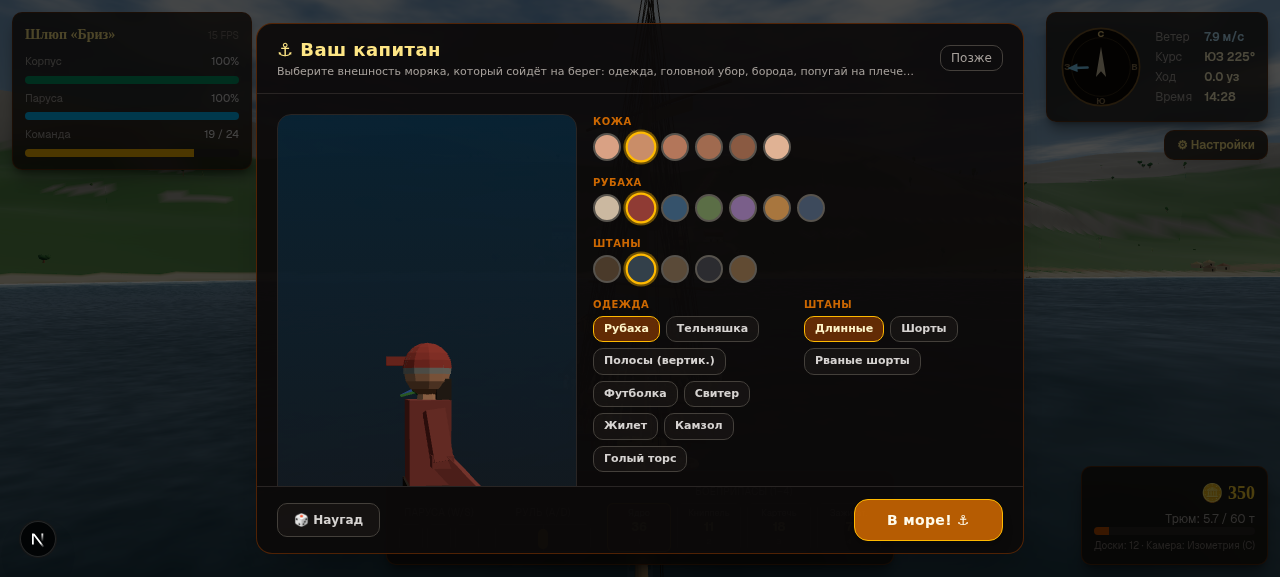 Шлюп «Бриз»
15 FPS
Корпус 100%
Паруса 100%
Команда 19 / 24
⚓ Ваш капитан
Выберите внешность моряка, который сойдёт на берег: одежда, головной убор, борода, попугай на плече…
Позже
КОЖА
РУБАХА
ШТАНЫ
ОДЕЖДА
Рубаха Тельняшка
Полосы (вертик.)
Футболка Свитер
Жилет Камзол
Голый торс
ШТАНЫ
Длинные Шорты
Рваные шорты
🎲 Наугад
В море! ⚓
С
В
Ю
З
Ветер 7.9 м/с
Курс ЮЗ 225°
Ход 0.0 уз
Время 14:28
⚙ Настройки
350
Трюм: 5.7 / 60 т
Доски: 12 · Камера: Изометрия (C)
N